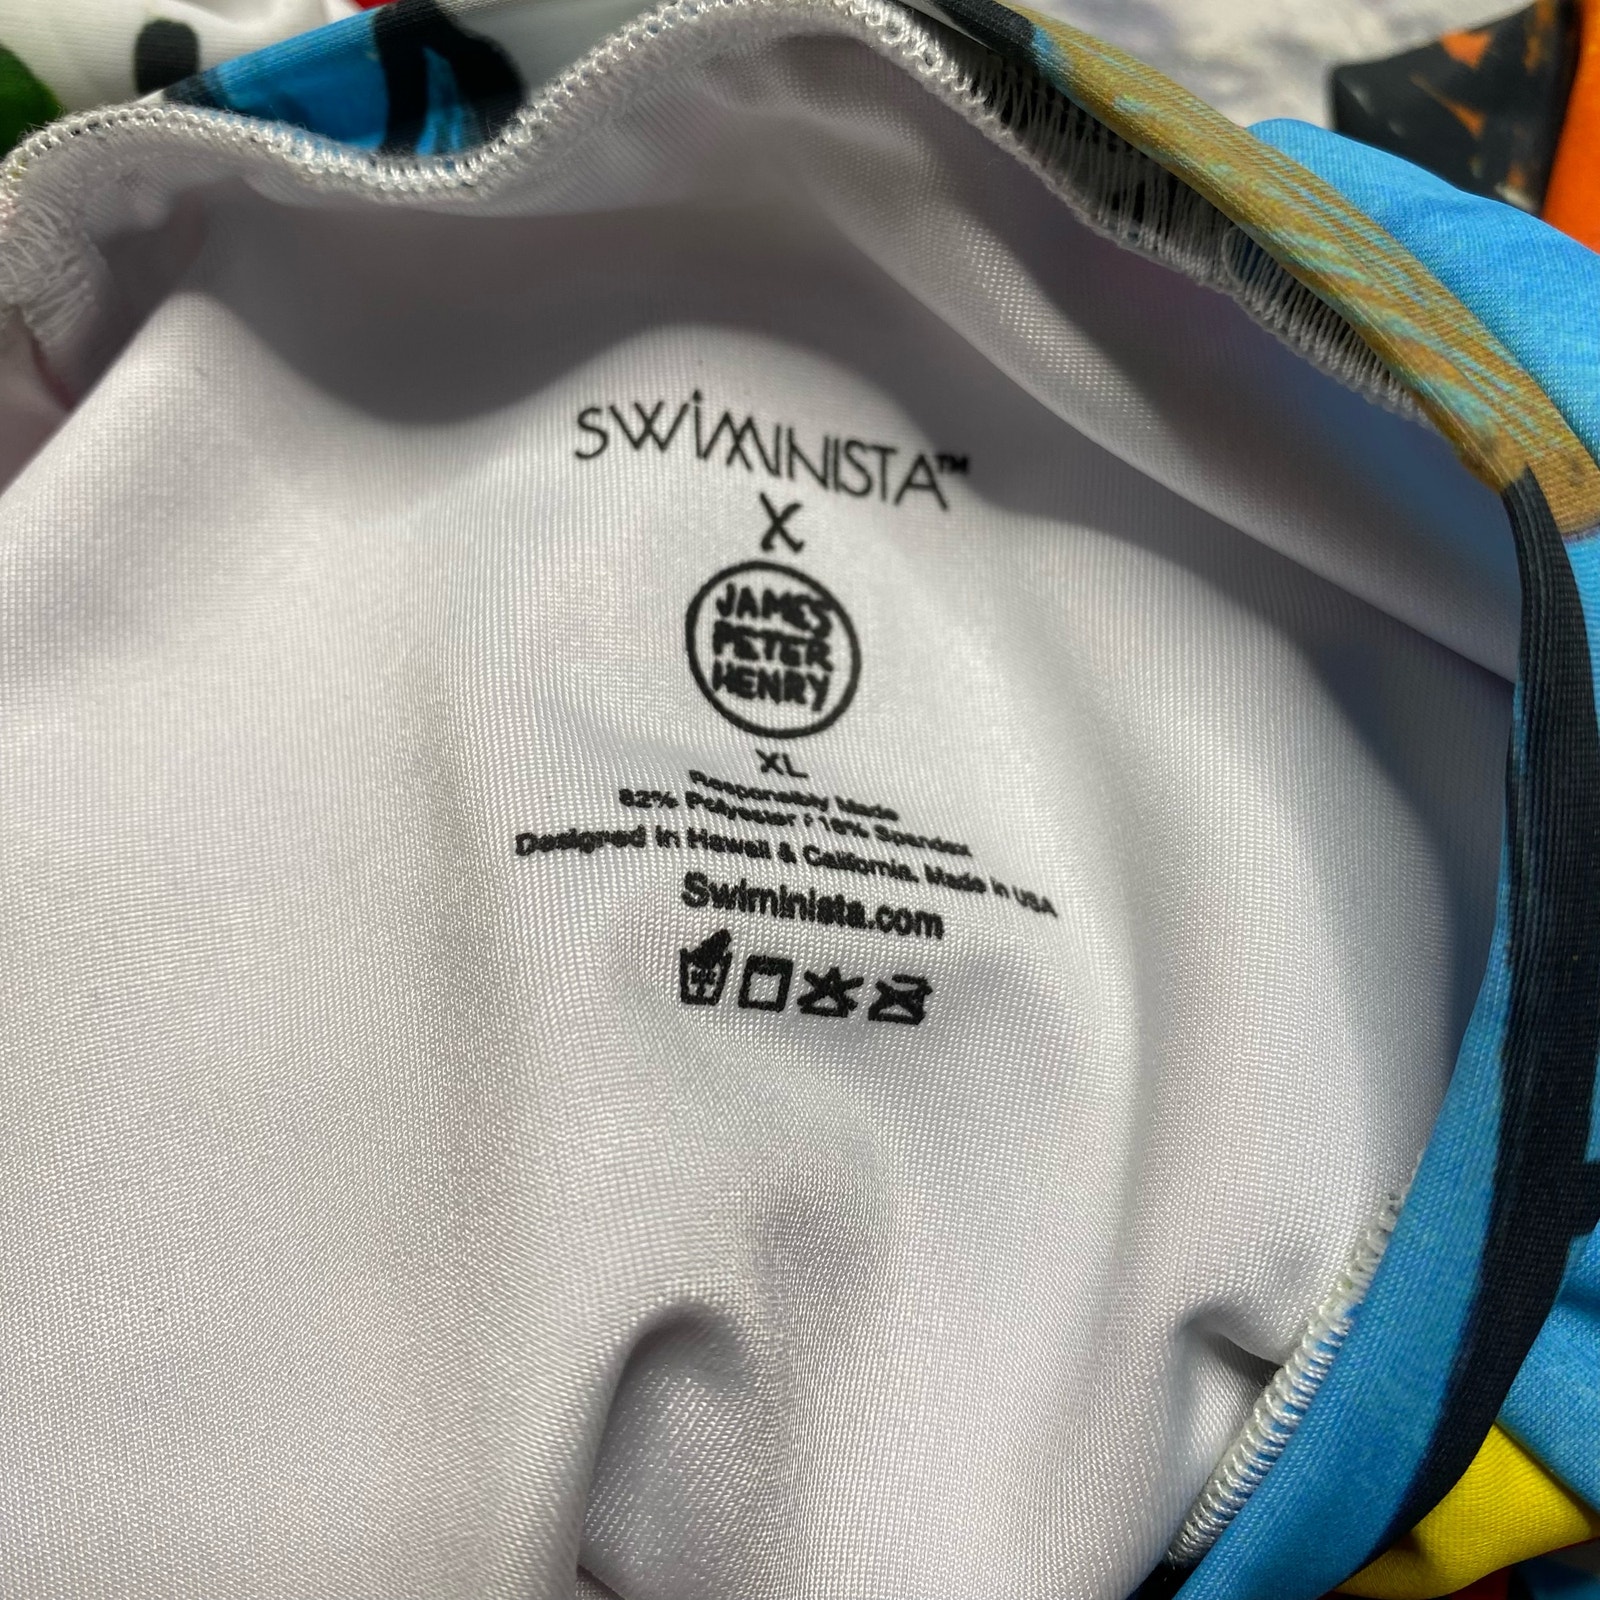 SWiMINISTA™
X
JAMES
PETER
HENRY
XL
Responsibly Made
82% Polyester / 18% Spandex
Designed in Hawaii & California. Made in USA
Swiminista.com